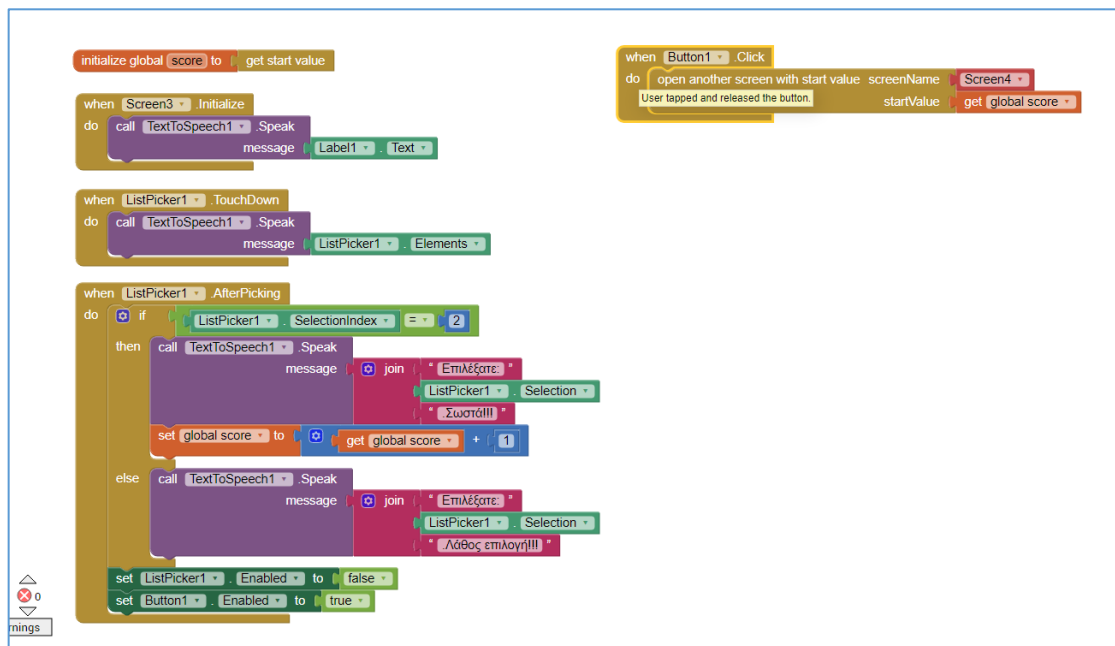 initialize global score to get start value
when Screen3 .Initialize
do call TextToSpeech1 .Speak
message Label1 . Text
when ListPicker1 .TouchDown
do call TextToSpeech1 .Speak
message ListPicker1 . Elements
when ListPicker1 .AfterPicking
do if ListPicker1 . SelectionIndex = 2
then call TextToSpeech1 .Speak
message join " Επιλέξατε: "
ListPicker1 . Selection
" .Σωστά!!! "
set global score to get global score + 1
else call TextToSpeech1 .Speak
message join " Επιλέξατε: "
ListPicker1 . Selection
" .Λάθος επιλογή!!! "
set ListPicker1 . Enabled to false
set Button1 . Enabled to true
when Button1 .Click
do open another screen with start value screenName Screen4
User tapped and released the button.
startValue get global score
0
rnings